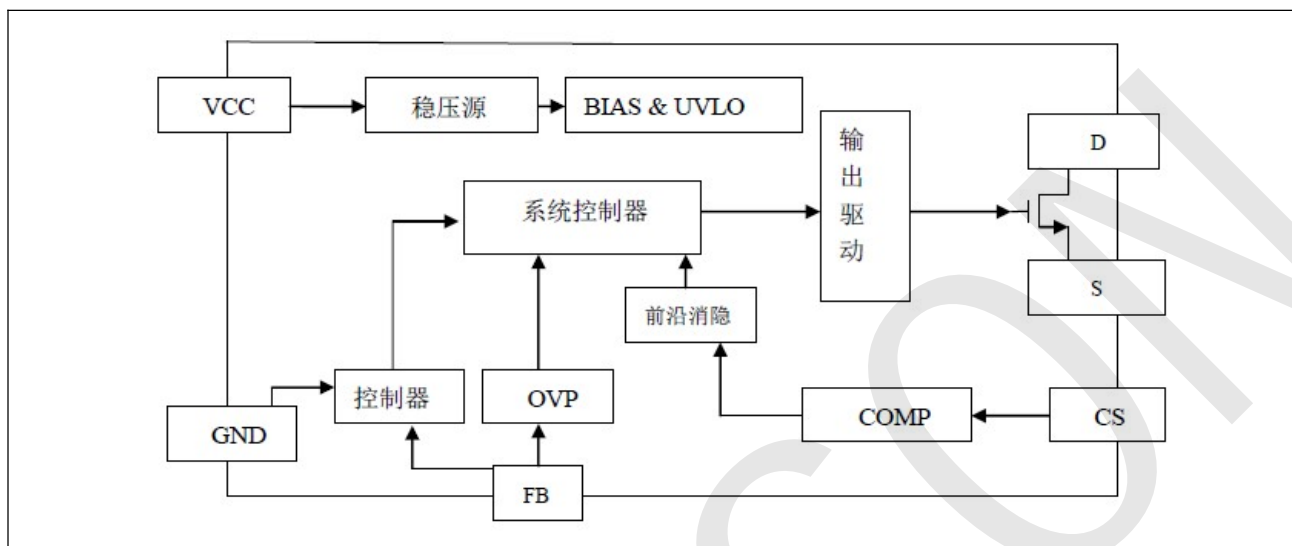 VCC
稳压源
BIAS & UVLO
输出驱动
D
系统控制器
S
前沿消隐
控制器
OVP
COMP
CS
GND
FB